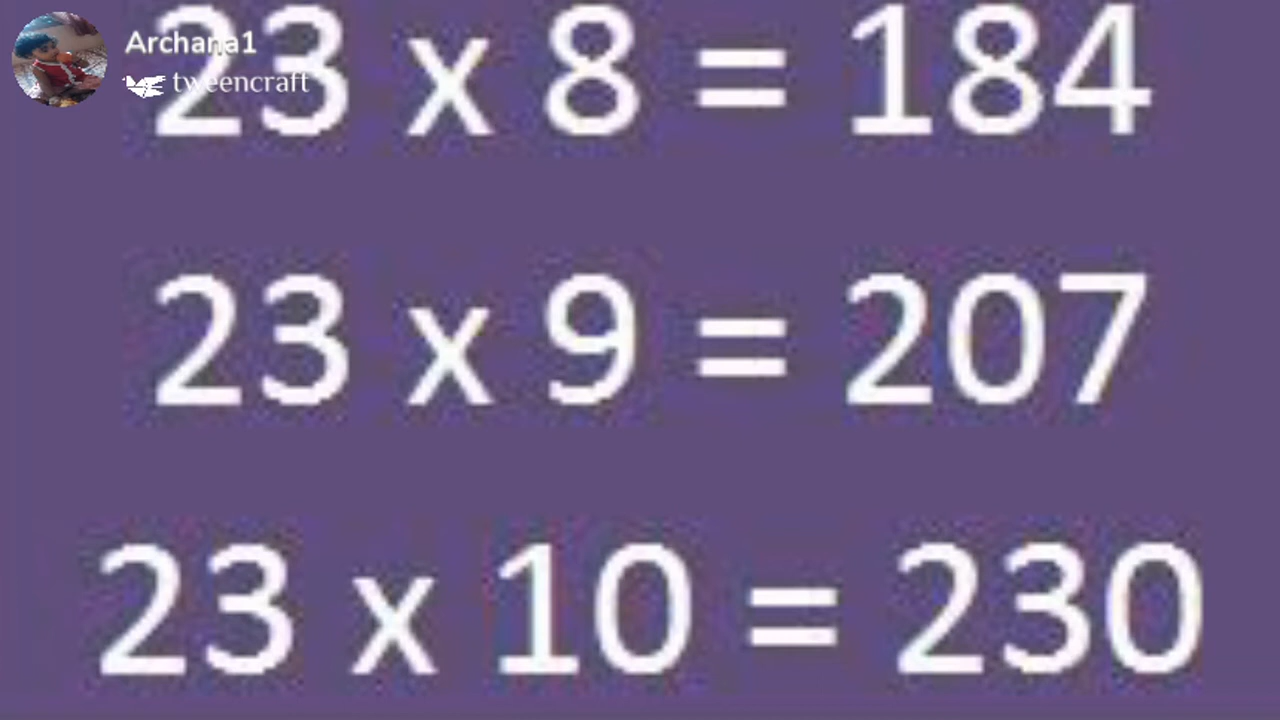 Archana1
tweencraft
23 x 8 = 184
23 x 9 = 207
23 x 10 = 230